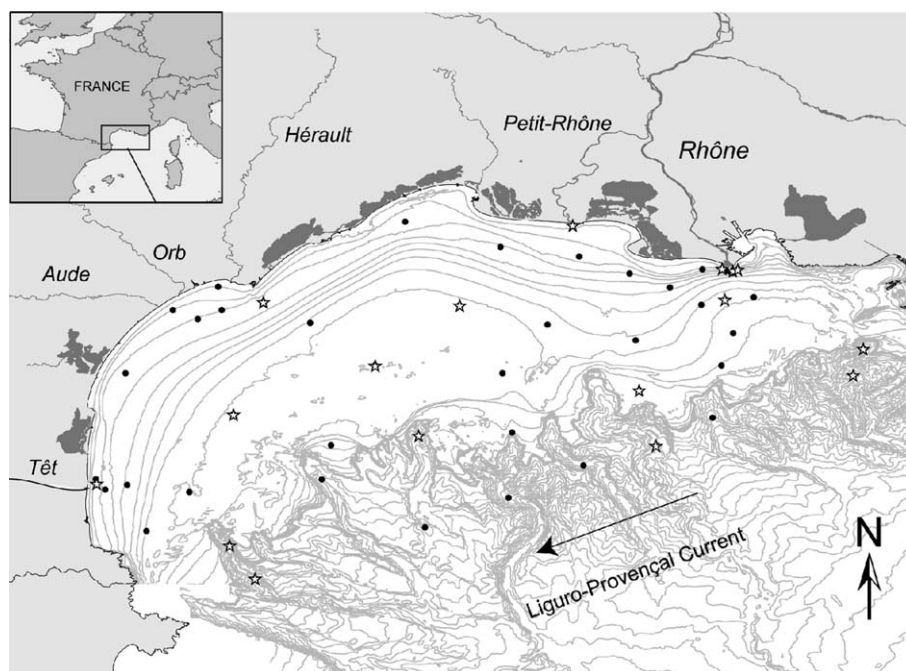 FRANCE
Petit-Rhône
Hérault
Rhône
Orb
Aude
Têt
Liguro-Provençal Current
N